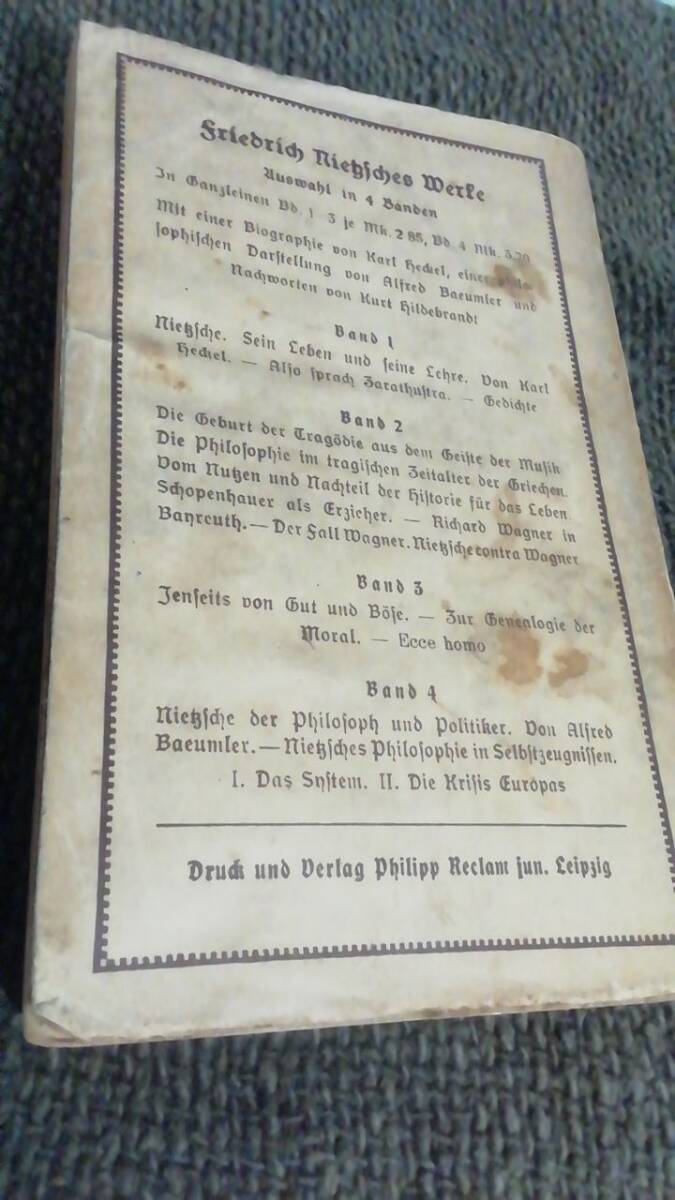 Friedrich Nietzsches Werke
Auswahl in 4 Banden
In Ganzleinen Bd. 1 3 je Mk. 2 85, Bd. 4 Mk. 3.20
Mit einer Biographie von Karl Heckel, einer philo-
sophischen Darstellung von Alfred Baeumler und
Nachworten von Kurt Hildebrandt
Band 1
Nietzsche. Sein Leben und seine Lehre. Von Karl
Heckel. — Also sprach Zarathustra. — Gedichte
Band 2
Die Geburt der Tragödie aus dem Geiste der Musik
Die Philosophie im tragischen Zeitalter der Griechen.
Vom Nutzen und Nachteil der Historie für das Leben
Schopenhauer als Erzieher. — Richard Wagner in
Bayreuth. — Der Fall Wagner. Nietzsche contra Wagner
Band 3
Jenseits von Gut und Böse. — Zur Genealogie der
Moral. — Ecce homo
Band 4
Nietzsche der Philosoph und Politiker. Von Alfred
Baeumler. — Nietzsches Philosophie in Selbstzeugnissen.
I. Das System. II. Die Krisis Europas
Druck und Verlag Philipp Reclam jun. Leipzig